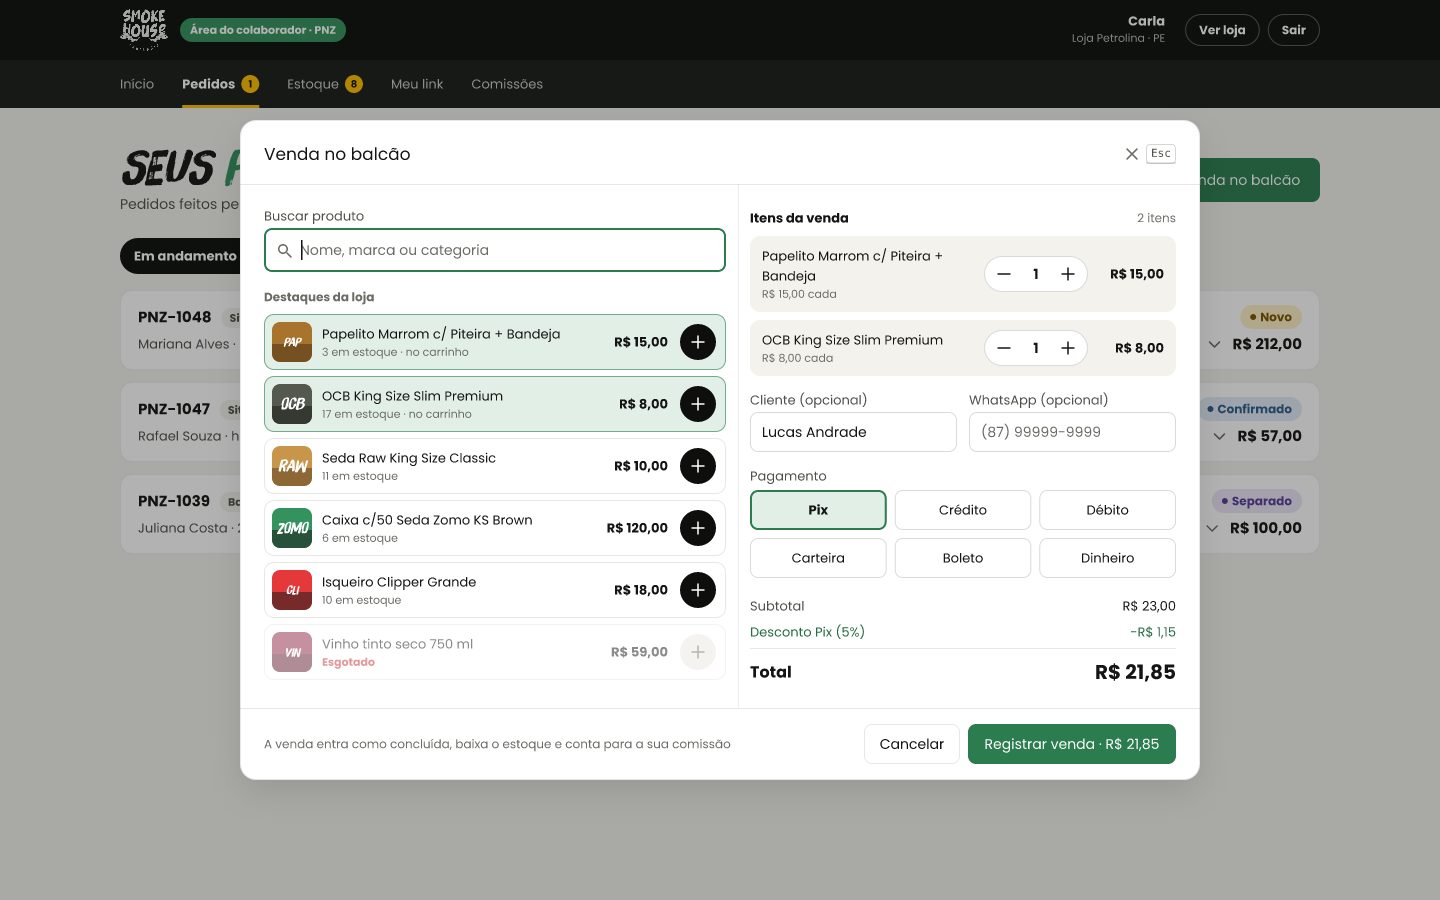 SMOKE
HOUSE
Área do colaborador · PNZ
Carla
Loja Petrolina · PE
Ver loja
Sair
Início
Pedidos 1
Estoque 8
Meu link
Comissões
SEUS
Pedidos feitos pe
nda no balcão
Em andamento
PNZ-1048
Mariana Alves ·
Novo
R$ 212,00
PNZ-1047
Rafael Souza · h
Confirmado
R$ 57,00
PNZ-1039
Juliana Costa · 2
Separado
R$ 100,00
Venda no balcão
Esc
Buscar produto
Nome, marca ou categoria
Destaques da loja
PAP
Papelito Marrom c/ Piteira + Bandeja
3 em estoque · no carrinho
R$ 15,00
OCB
OCB King Size Slim Premium
17 em estoque · no carrinho
R$ 8,00
RAW
Seda Raw King Size Classic
11 em estoque
R$ 10,00
ZOMO
Caixa c/50 Seda Zomo KS Brown
6 em estoque
R$ 120,00
CLI
Isqueiro Clipper Grande
10 em estoque
R$ 18,00
VIN
Vinho tinto seco 750 ml
Esgotado
R$ 59,00
Itens da venda
2 itens
Papelito Marrom c/ Piteira +
Bandeja
R$ 15,00 cada
1
R$ 15,00
OCB King Size Slim Premium
R$ 8,00 cada
1
R$ 8,00
Cliente (opcional)
Lucas Andrade
WhatsApp (opcional)
(87) 99999-9999
Pagamento
Pix
Crédito
Débito
Carteira
Boleto
Dinheiro
Subtotal
R$ 23,00
Desconto Pix (5%)
-R$ 1,15
Total
R$ 21,85
A venda entra como concluída, baixa o estoque e conta para a sua comissão
Cancelar
Registrar venda · R$ 21,85